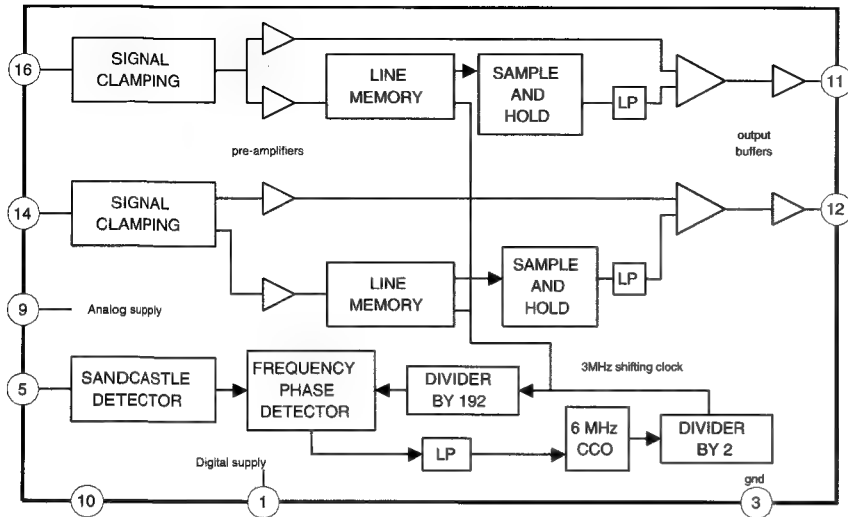 16
SIGNAL
CLAMPING
LINE
MEMORY
SAMPLE
AND
HOLD
LP
11
pre-amplifiers
output
buffers
14
SIGNAL
CLAMPING
12
LINE
MEMORY
SAMPLE
AND
HOLD
LP
9
Analog supply
5
SANDCASTLE
DETECTOR
FREQUENCY
PHASE
DETECTOR
DIVIDER
BY 192
3MHz shifting clock
LP
6 MHz
CCO
DIVIDER
BY 2
Digital supply
gnd
10
1
3